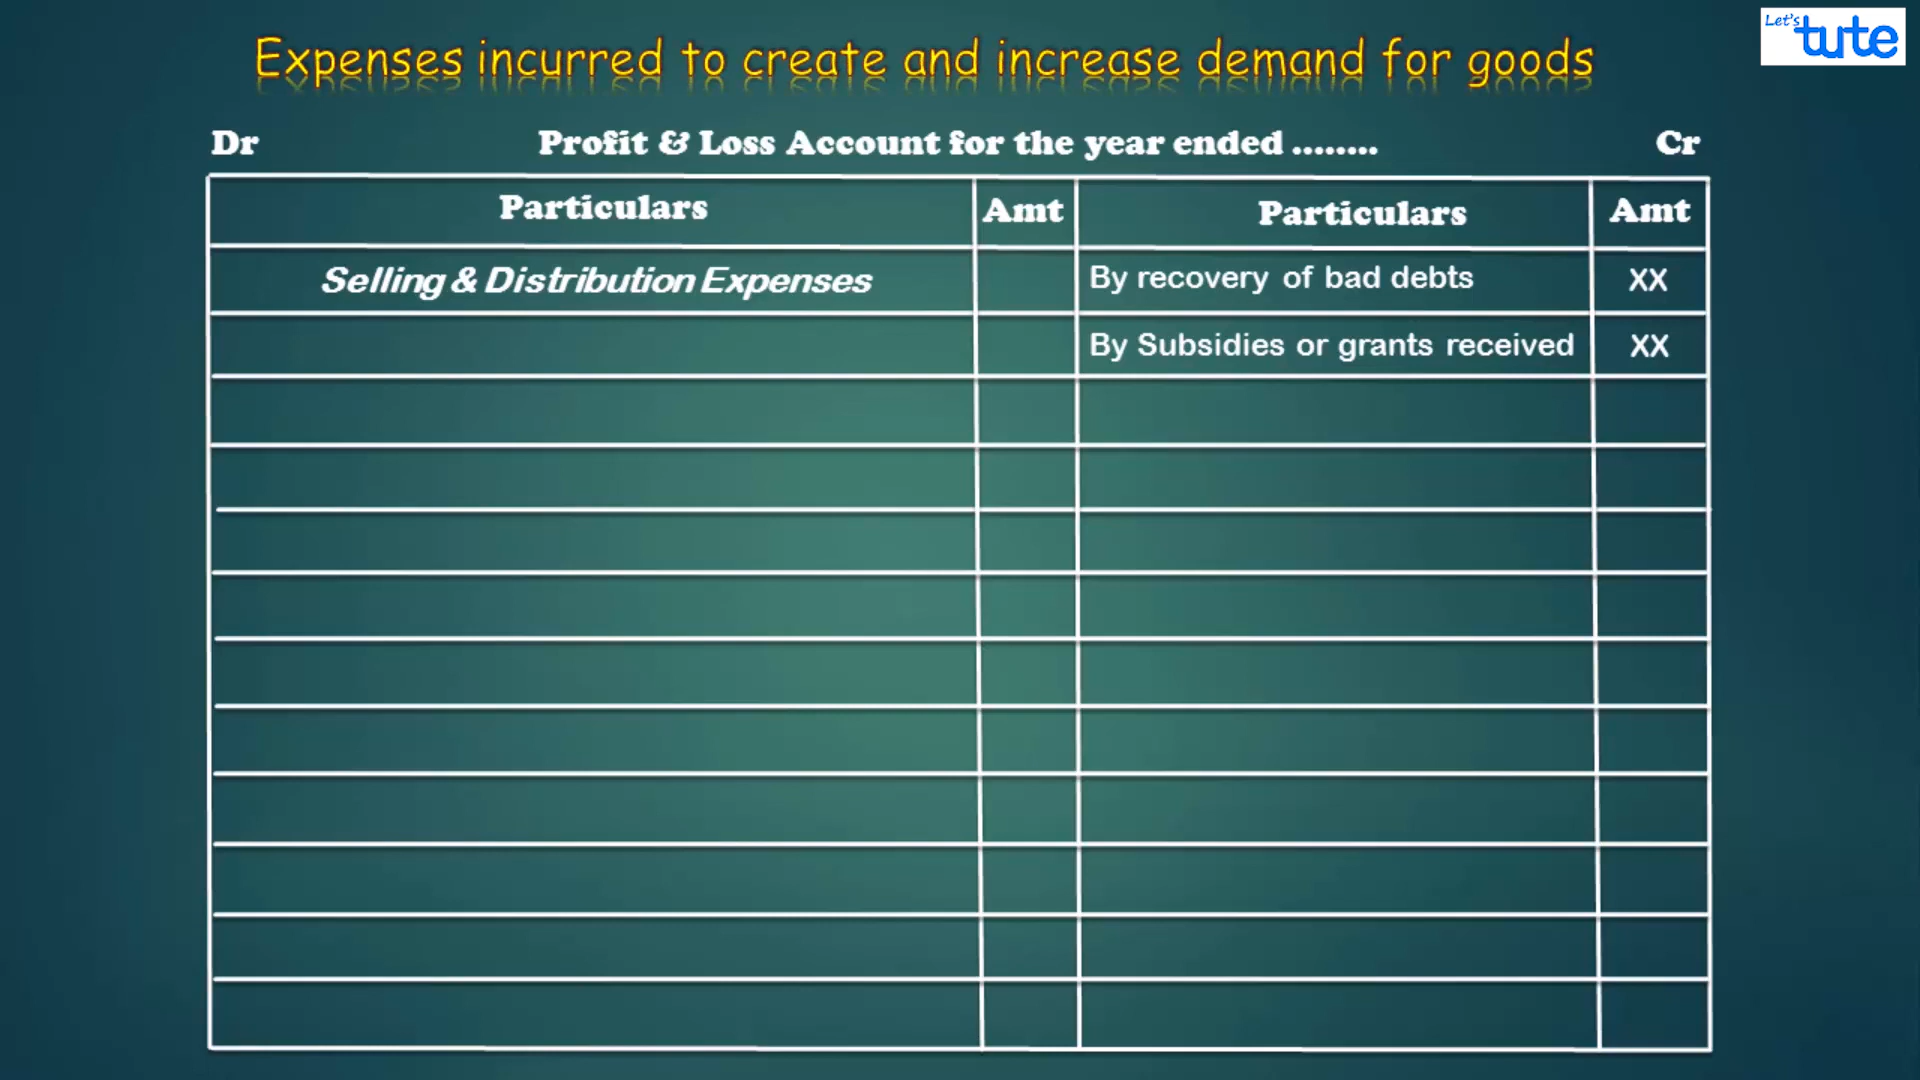 Let's tute
Expenses incurred to create and increase demand for goods
Dr Profit & Loss Account for the year ended ........ Cr
Particulars Amt Particulars Amt
Selling & Distribution Expenses By recovery of bad debts XX
By Subsidies or grants received XX